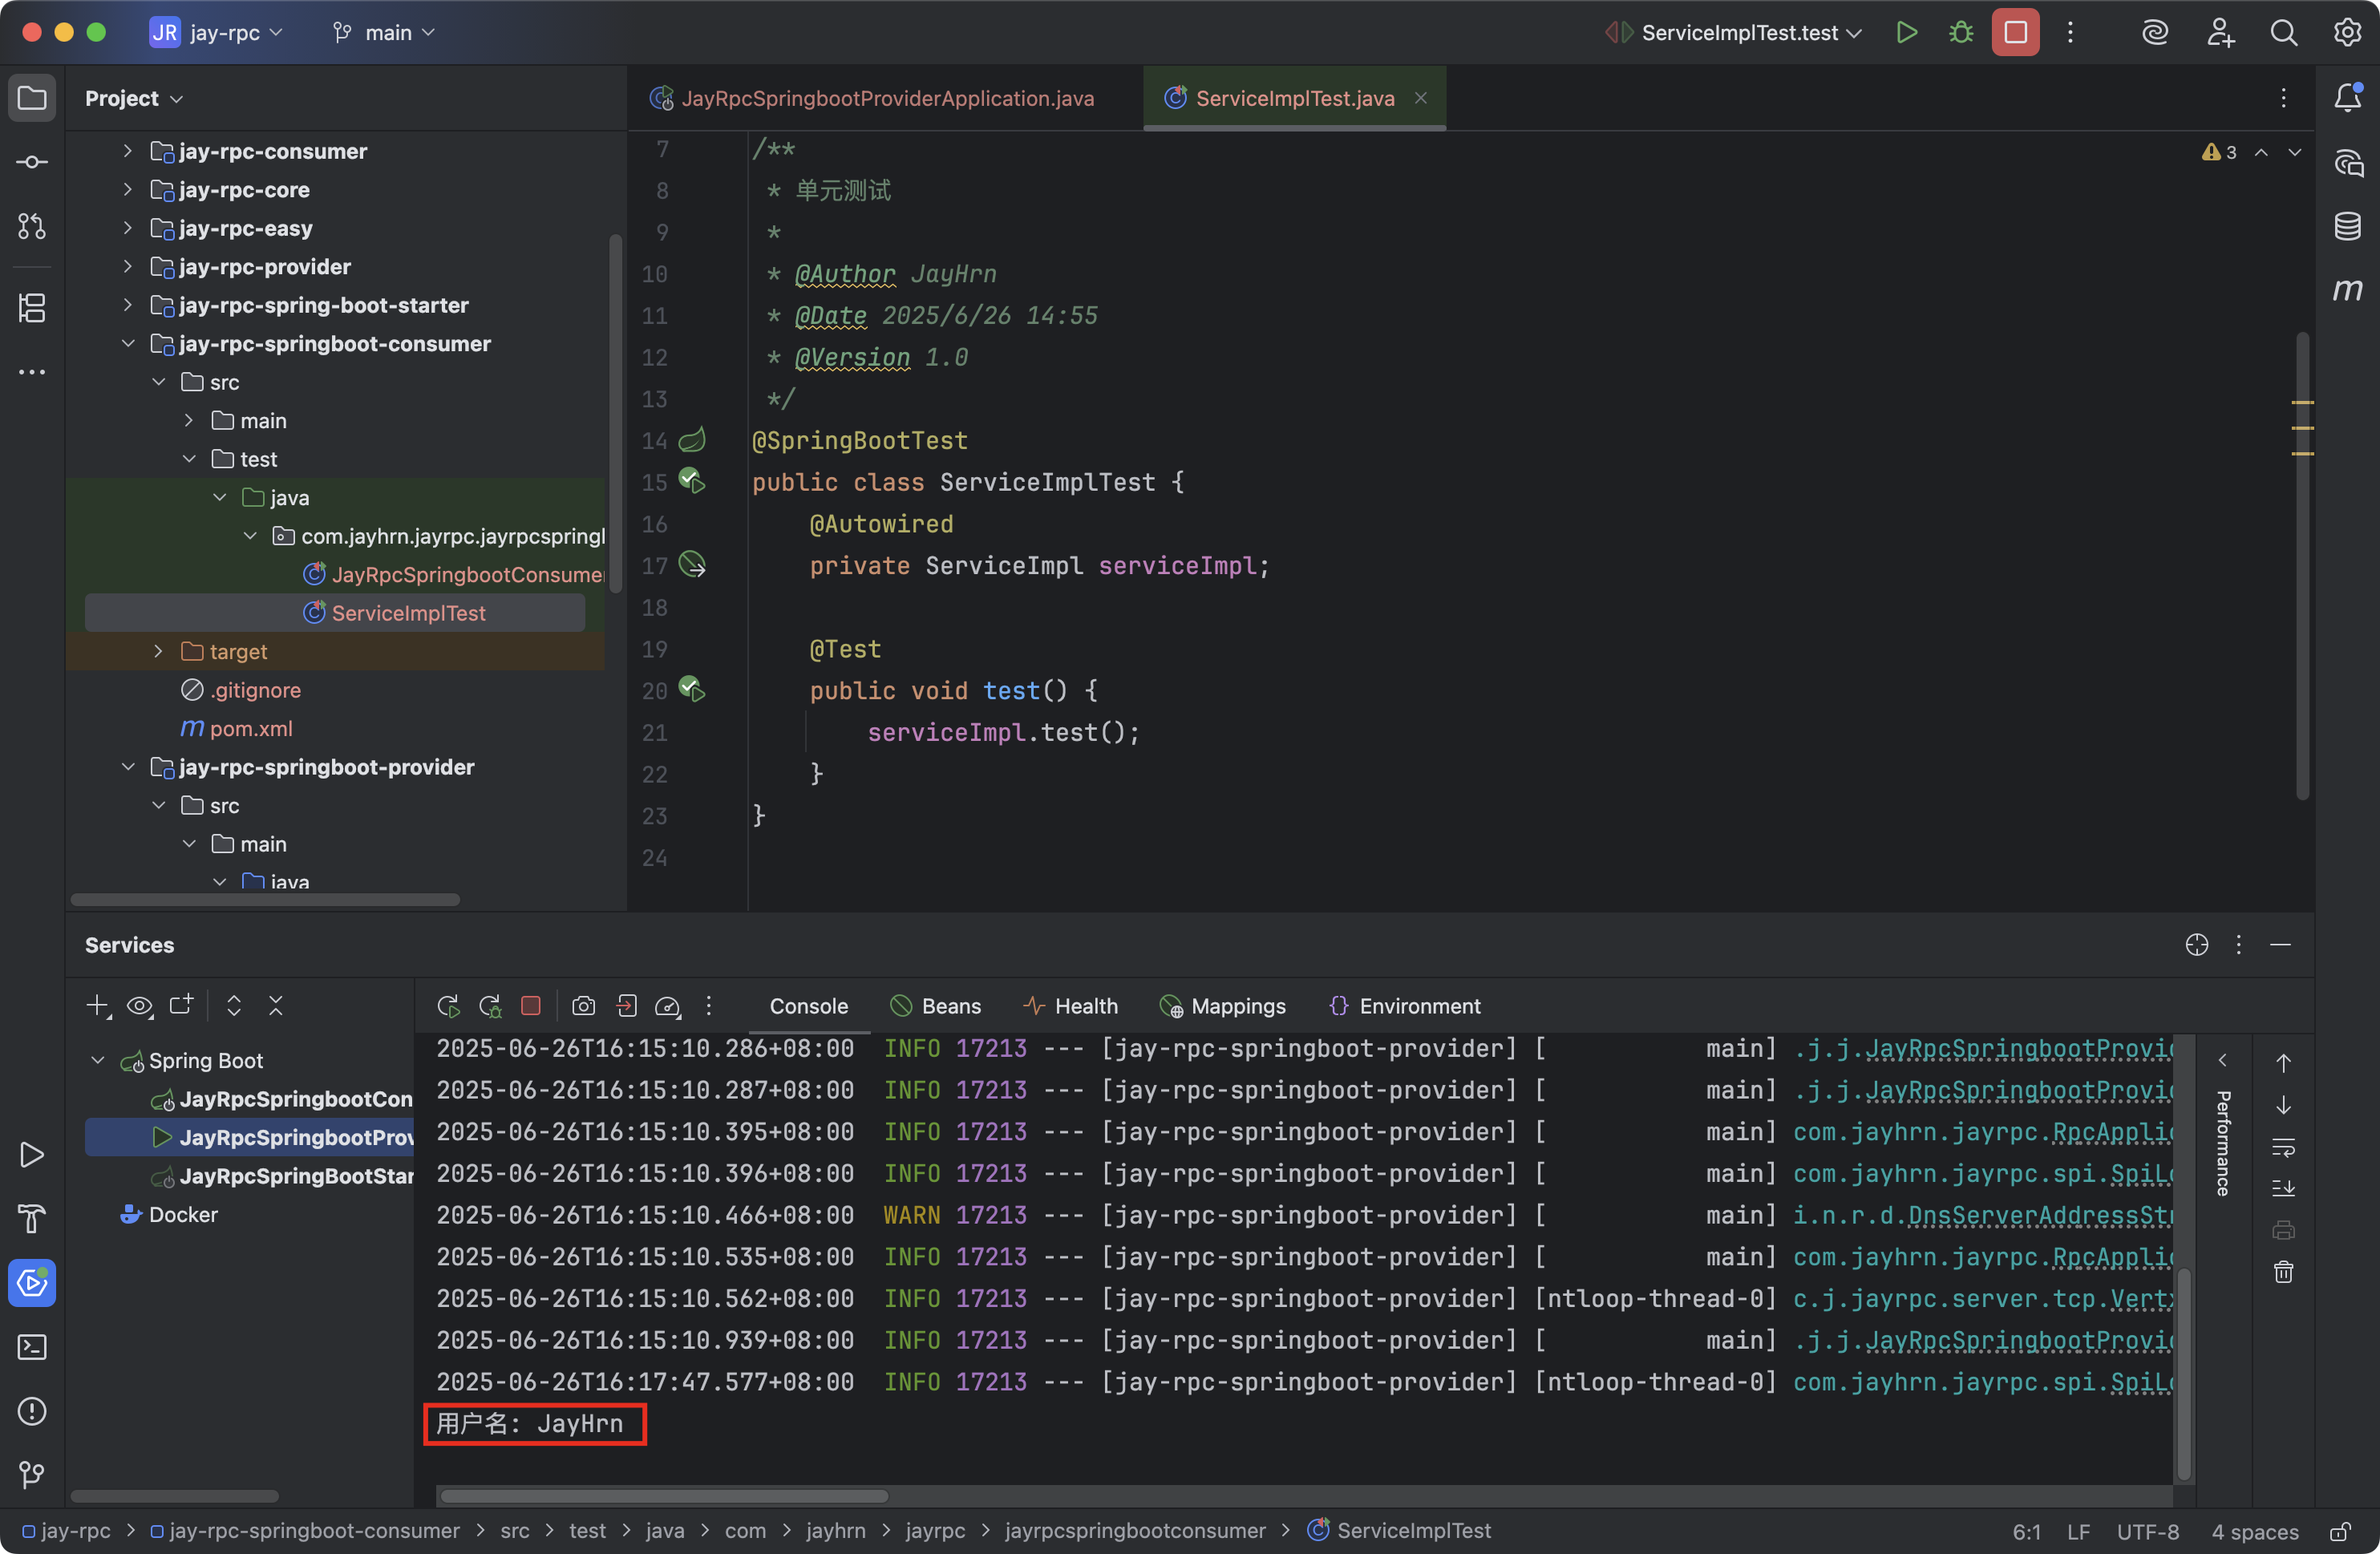 JR jay-rpc main ServiceImplTest.test
Project
jay-rpc-consumer
jay-rpc-core
jay-rpc-easy
jay-rpc-provider
jay-rpc-spring-boot-starter
jay-rpc-springboot-consumer
src
main
test
java
com.jayhrn.jayrpc.jayrpcspringl
JayRpcSpringbootConsumer
ServiceImplTest
target
.gitignore
pom.xml
jay-rpc-springboot-provider
src
main
java
JayRpcSpringbootProviderApplication.java ServiceImplTest.java
3
7 /**
8 * 单元测试
9 *
10 * @Author JayHrn
11 * @Date 2025/6/26 14:55
12 * @Version 1.0
13 */
14 @SpringBootTest
15 public class ServiceImplTest {
16 @Autowired
17 private ServiceImpl serviceImpl;
18
19 @Test
20 public void test() {
21 serviceImpl.test();
22 }
23 }
24
Services
Spring Boot
JayRpcSpringbootCon
JayRpcSpringbootProv
JayRpcSpringBootStar
Docker
Console Beans Health Mappings Environment
2025-06-26T16:15:10.286+08:00 INFO 17213 --- [jay-rpc-springboot-provider] [ main] .j.j.JayRpcSpringbootProvid
2025-06-26T16:15:10.287+08:00 INFO 17213 --- [jay-rpc-springboot-provider] [ main] .j.j.JayRpcSpringbootProvid
2025-06-26T16:15:10.395+08:00 INFO 17213 --- [jay-rpc-springboot-provider] [ main] com.jayhrn.jayrpc.RpcApplic
2025-06-26T16:15:10.396+08:00 INFO 17213 --- [jay-rpc-springboot-provider] [ main] com.jayhrn.jayrpc.spi.SpiLo
2025-06-26T16:15:10.466+08:00 WARN 17213 --- [jay-rpc-springboot-provider] [ main] i.n.r.d.DnsServerAddressStr
2025-06-26T16:15:10.535+08:00 INFO 17213 --- [jay-rpc-springboot-provider] [ main] com.jayhrn.jayrpc.RpcApplic
2025-06-26T16:15:10.562+08:00 INFO 17213 --- [jay-rpc-springboot-provider] [ntloop-thread-0] c.j.jayrpc.server.tcp.Vertx
2025-06-26T16:15:10.939+08:00 INFO 17213 --- [jay-rpc-springboot-provider] [ main] .j.j.JayRpcSpringbootProvid
2025-06-26T16:17:47.577+08:00 INFO 17213 --- [jay-rpc-springboot-provider] [ntloop-thread-0] com.jayhrn.jayrpc.spi.SpiLo
用户名: JayHrn
Performance
jay-rpc > jay-rpc-springboot-consumer > src > test > java > com > jayhrn > jayrpc > jayrpcspringbootconsumer > ServiceImplTest
6:1 LF UTF-8 4 spaces